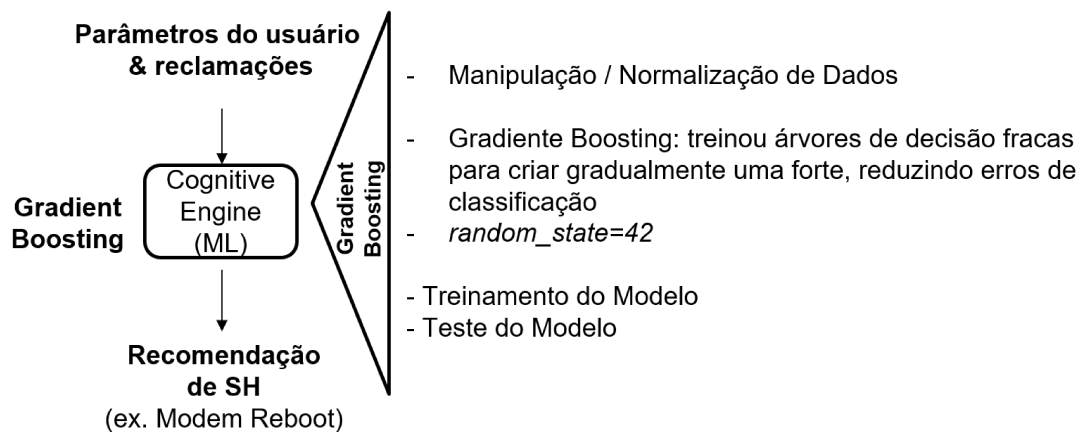 Parâmetros do usuário
& reclamações
Gradient
Boosting
Cognitive
Engine
(ML)
Recomendação
de SH
(ex. Modem Reboot)
Gradient
Boosting
- Manipulação / Normalização de Dados
- Gradiente Boosting: treinou árvores de decisão fracas
para criar gradualmente uma forte, reduzindo erros de
classificação
- random_state=42
- Treinamento do Modelo
- Teste do Modelo